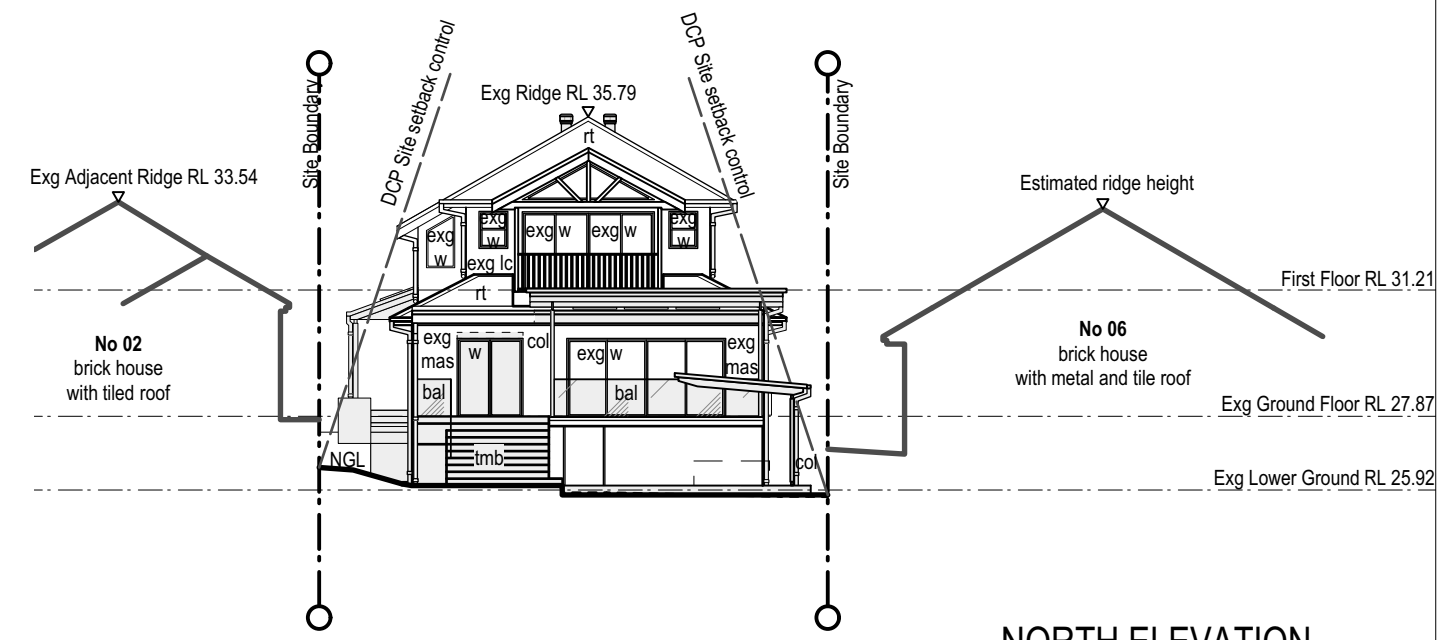 DCP Site setback control
DCP Site setback control
Exg Ridge RL 35.79
Site Boundary
Site Boundary
rt
Exg Adjacent Ridge RL 33.54
Estimated ridge height
exg
w
exg
w
exg w
exg w
exg
w
exg lc
First Floor RL 31.21
rt
No 02
brick house
with tiled roof
exg
mas
w
col
exg w
exg
mas
No 06
brick house
with metal and tile roof
bal
bal
Exg Ground Floor RL 27.87
NGL
tmb
col
Exg Lower Ground RL 25.92
NORTH ELEVATION